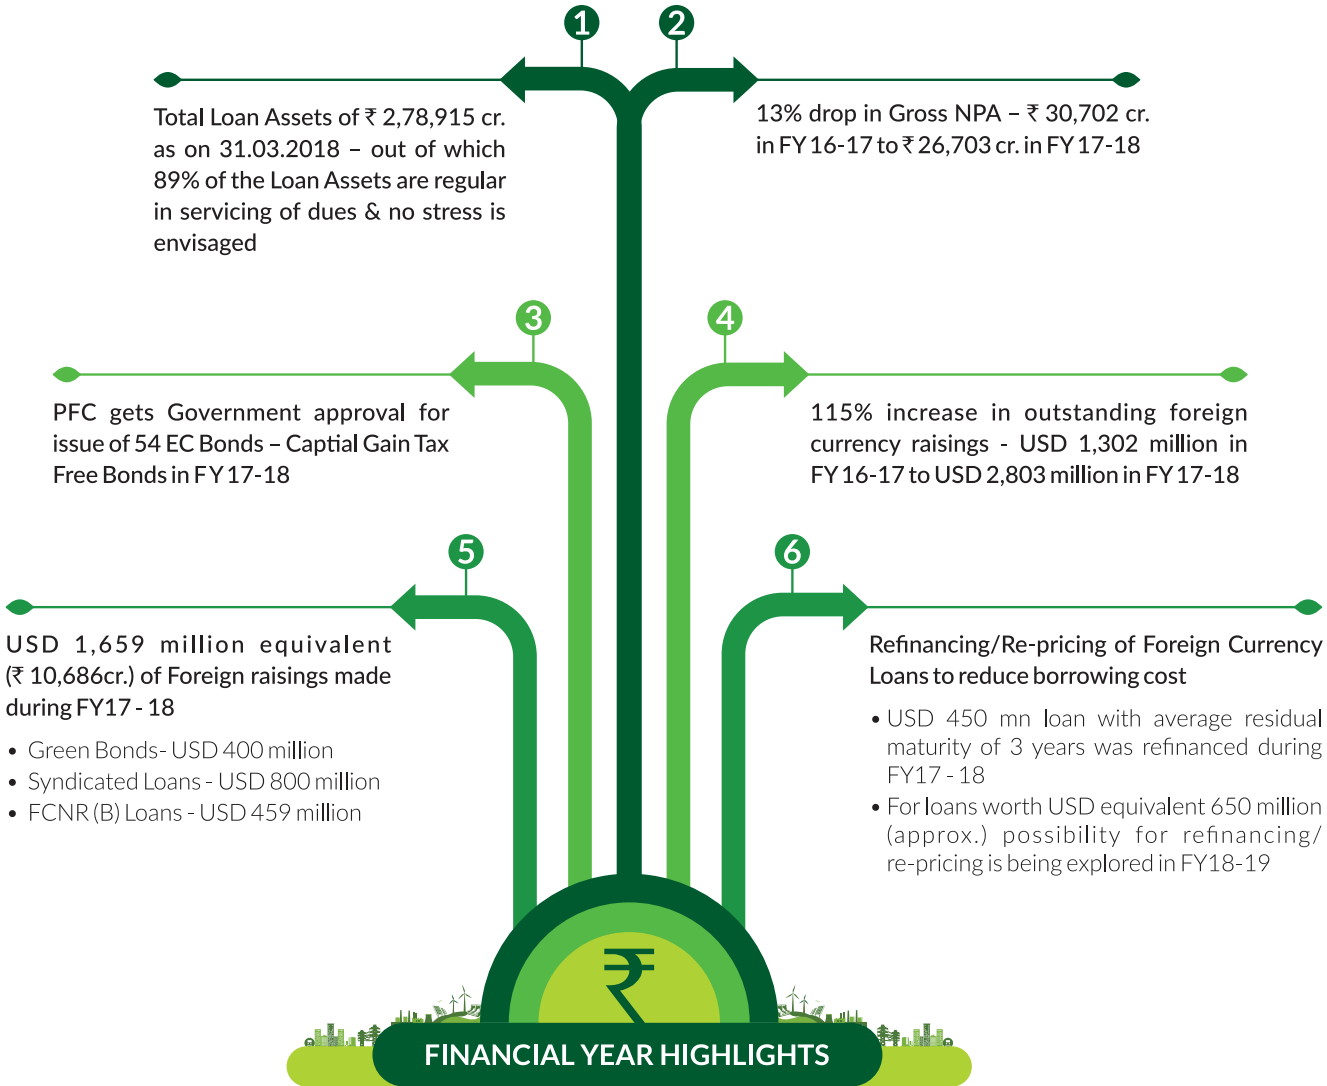 1
Total Loan Assets of ₹ 2,78,915 cr.
as on 31.03.2018 – out of which
89% of the Loan Assets are regular
in servicing of dues & no stress is
envisaged
2
13% drop in Gross NPA – ₹ 30,702 cr.
in FY 16-17 to ₹ 26,703 cr. in FY 17-18
3
PFC gets Government approval for
issue of 54 EC Bonds – Captial Gain Tax
Free Bonds in FY 17-18
4
115% increase in outstanding foreign
currency raisings - USD 1,302 million in
FY 16-17 to USD 2,803 million in FY 17-18
5
USD 1,659 million equivalent
(₹ 10,686cr.) of Foreign raisings made
during FY17 - 18
• Green Bonds- USD 400 million
• Syndicated Loans - USD 800 million
• FCNR (B) Loans - USD 459 million
6
Refinancing/Re-pricing of Foreign Currency
Loans to reduce borrowing cost
• USD 450 mn loan with average residual
maturity of 3 years was refinanced during
FY17 - 18
• For loans worth USD equivalent 650 million
(approx.) possibility for refinancing/
re-pricing is being explored in FY18-19
₹
FINANCIAL YEAR HIGHLIGHTS